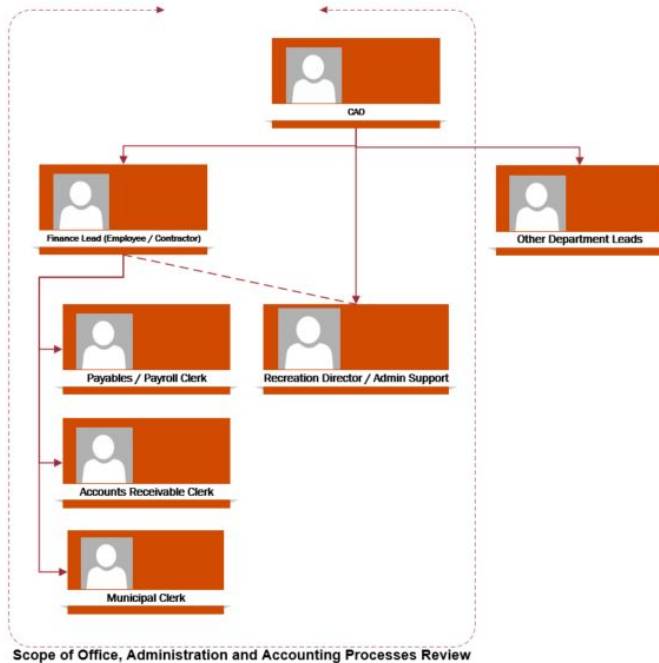 CAO
Finance Lead (Employee / Contractor)
Other Department Leads
Payables / Payroll Clerk
Recreation Director / Admin Support
Accounts Receivable Clerk
Municipal Clerk
Scope of Office, Administration and Accounting Processes Review